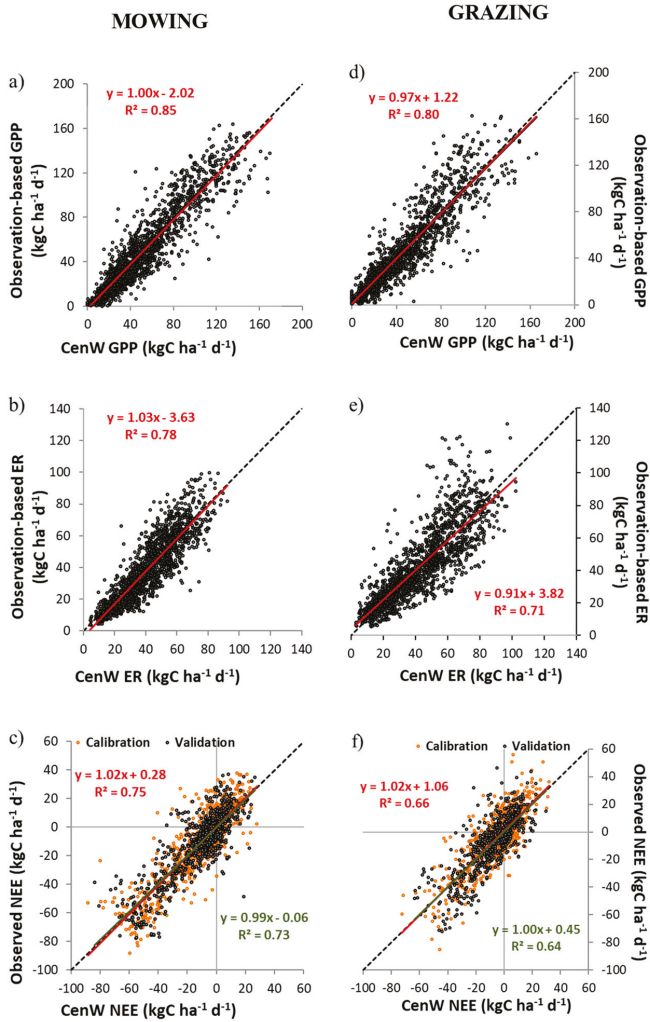 MOWING
GRAZING
a)
200
160
120
80
40
0
Observation-based GPP
(kgC ha⁻¹ d⁻¹)
y = 1.00x - 2.02
R² = 0.85
0 40 80 120 160 200
CenW GPP (kgC ha⁻¹ d⁻¹)
d)
y = 0.97x + 1.22
R² = 0.80
200
160
120
80
40
0
Observation-based GPP
(kgC ha⁻¹ d⁻¹)
0 40 80 120 160 200
CenW GPP (kgC ha⁻¹ d⁻¹)
b)
140
120
100
80
60
40
20
0
Observation-based ER
(kgC ha⁻¹ d⁻¹)
y = 1.03x - 3.63
R² = 0.78
0 20 40 60 80 100 120 140
CenW ER (kgC ha⁻¹ d⁻¹)
e)
140
120
100
80
60
40
20
0
Observation-based ER
(kgC ha⁻¹ d⁻¹)
y = 0.91x + 3.82
R² = 0.71
0 20 40 60 80 100 120 140
CenW ER (kgC ha⁻¹ d⁻¹)
c)
60
40
20
0
-20
-40
-60
-80
-100
Observed NEE (kgC ha⁻¹ d⁻¹)
Calibration Validation
y = 1.02x + 0.28
R² = 0.75
y = 0.99x - 0.06
R² = 0.73
-100 -80 -60 -40 -20 0 20 40 60
CenW NEE (kgC ha⁻¹ d⁻¹)
f)
Calibration Validation
y = 1.02x + 1.06
R² = 0.66
y = 1.00x + 0.45
R² = 0.64
60
40
20
0
-20
-40
-60
-80
-100
Observed NEE (kgC ha⁻¹ d⁻¹)
-100 -80 -60 -40 -20 0 20 40 60
CenW NEE (kgC ha⁻¹ d⁻¹)